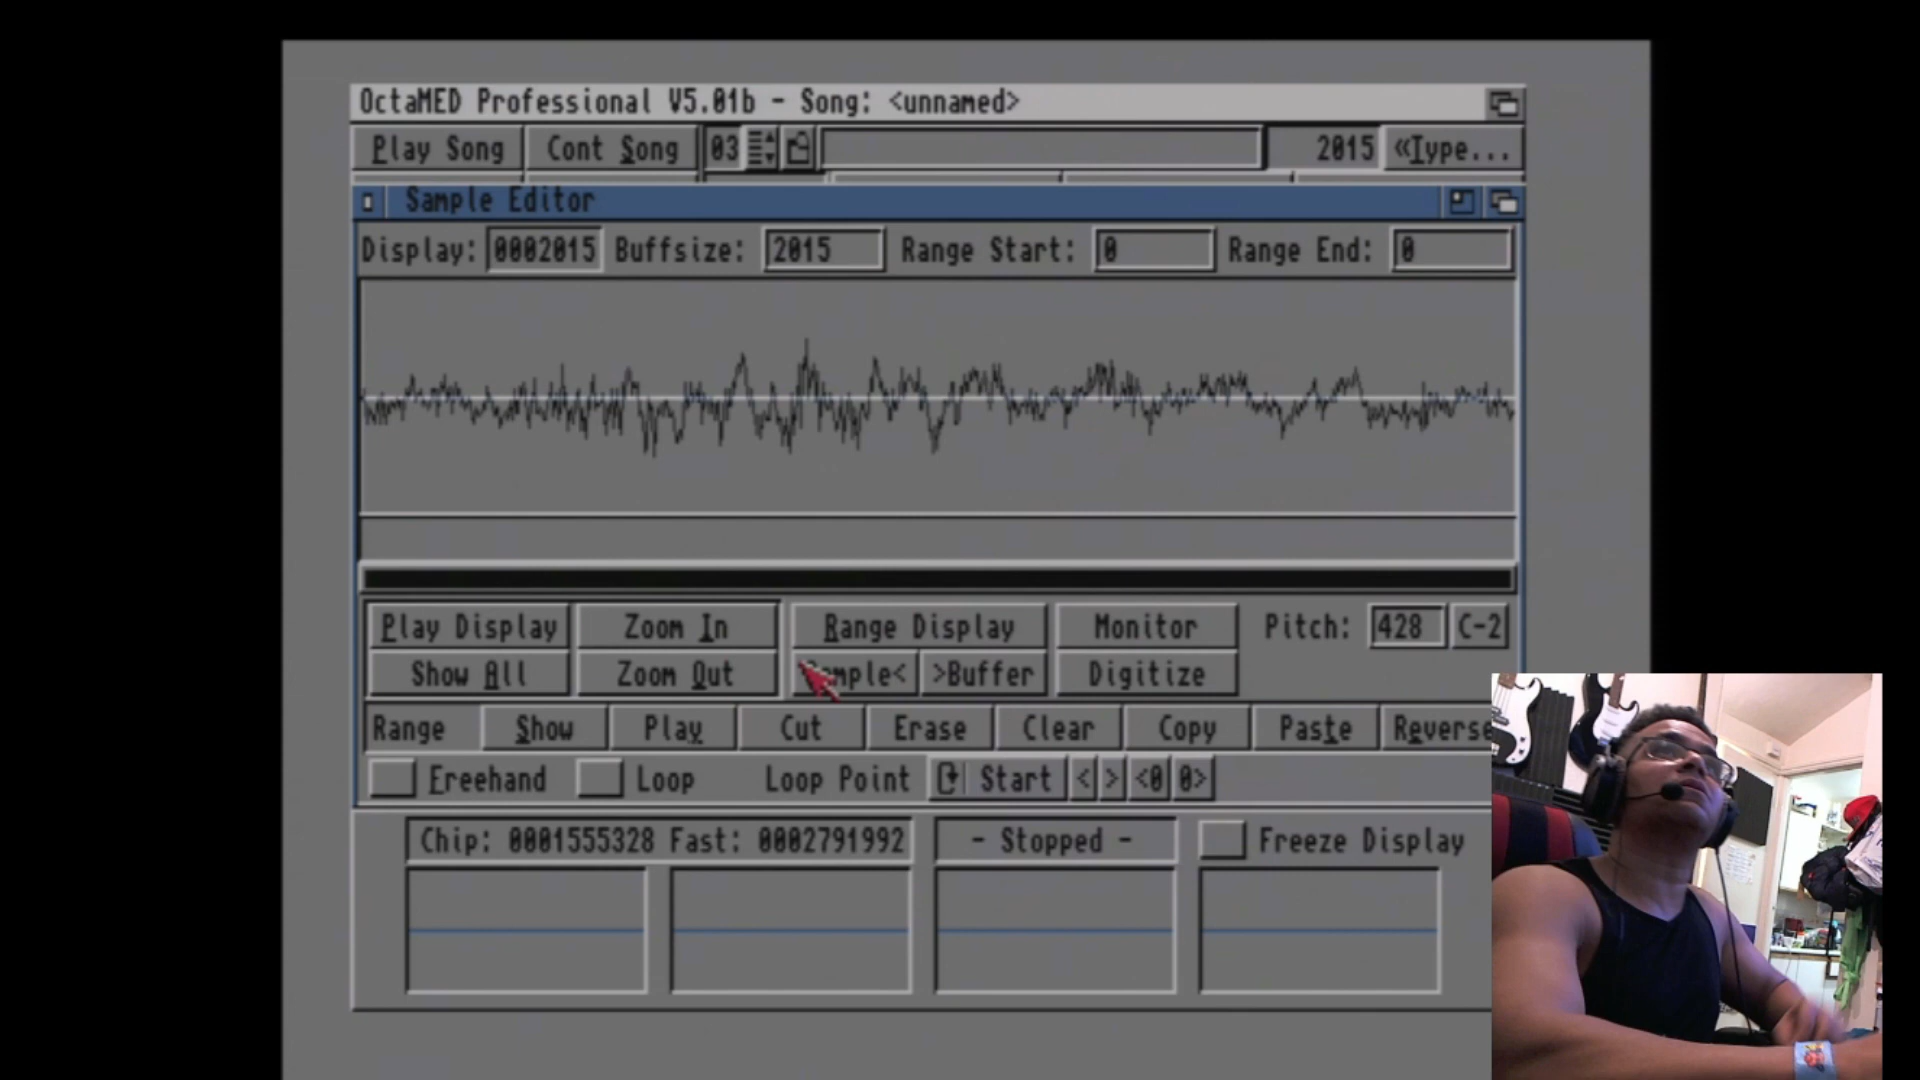 OctaMED Professional V5.01b - Song: <unnamed>
Play Song Cont Song 03 2015 «Type...
Sample Editor
Display: 0002015 Buffsize: 2015 Range Start: 0 Range End: 0
Play Display Zoom In Range Display Monitor Pitch: 428 C-2
Show All Zoom Out Sample< >Buffer Digitize
Range Show Play Cut Erase Clear Copy Paste Reverse
Freehand Loop Loop Point Start < > <0 0>
Chip: 0001555328 Fast: 0002791992 - Stopped - Freeze Display